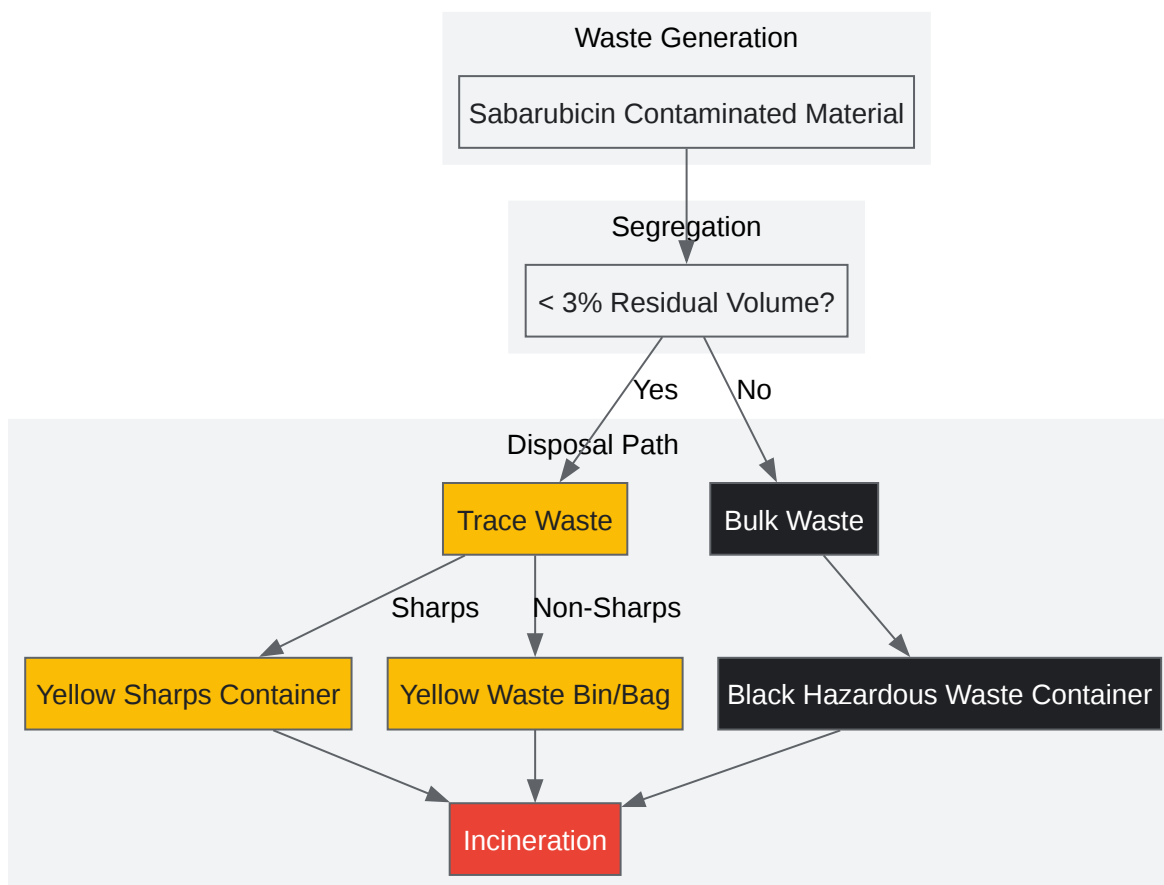 Waste Generation
Sabarubicin Contaminated Material
Segregation
< 3% Residual Volume?
Yes
No
Disposal Path
Trace Waste
Bulk Waste
Sharps
Non-Sharps
Yellow Sharps Container
Yellow Waste Bin/Bag
Black Hazardous Waste Container
Incineration